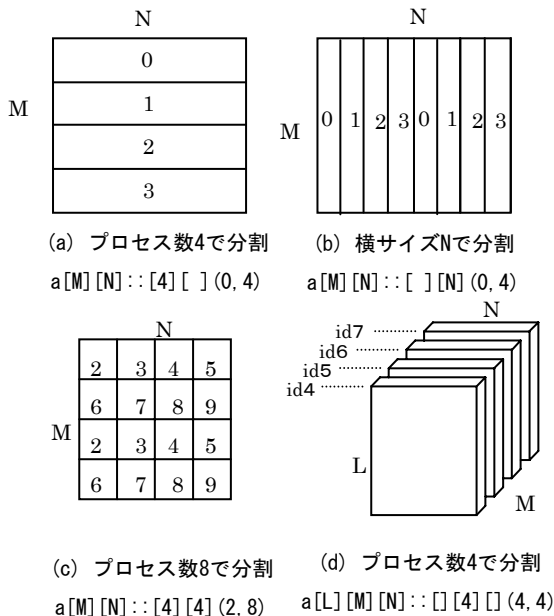 N
M
0
1
2
3
(a) プロセス数4で分割
a[M][N]::[4][ ](0,4)
N
M
0 1 2 3 0 1 2 3
(b) 横サイズNで分割
a[M][N]::[ ][N](0,4)
N
M
2 3 4 5
6 7 8 9
2 3 4 5
6 7 8 9
(c) プロセス数8で分割
a[M][N]::[4][4](2,8)
N
id7
id6
id5
id4
L
M
(d) プロセス数4で分割
a[L][M][N]::[][4][](4,4)